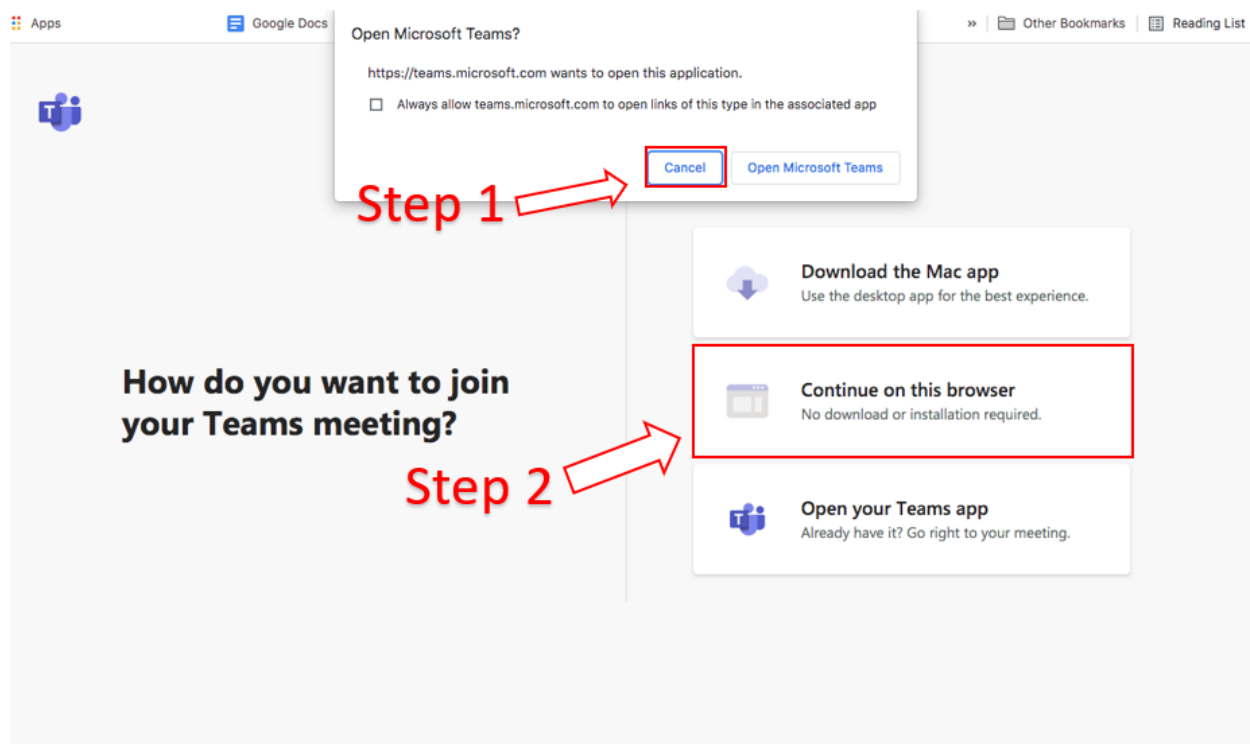 Apps
Google Docs
» Other Bookmarks Reading List
Open Microsoft Teams?
https://teams.microsoft.com wants to open this application.
Always allow teams.microsoft.com to open links of this type in the associated app
Cancel
Open Microsoft Teams
Step 1
Download the Mac app
Use the desktop app for the best experience.
How do you want to join
your Teams meeting?
Continue on this browser
No download or installation required.
Step 2
Open your Teams app
Already have it? Go right to your meeting.